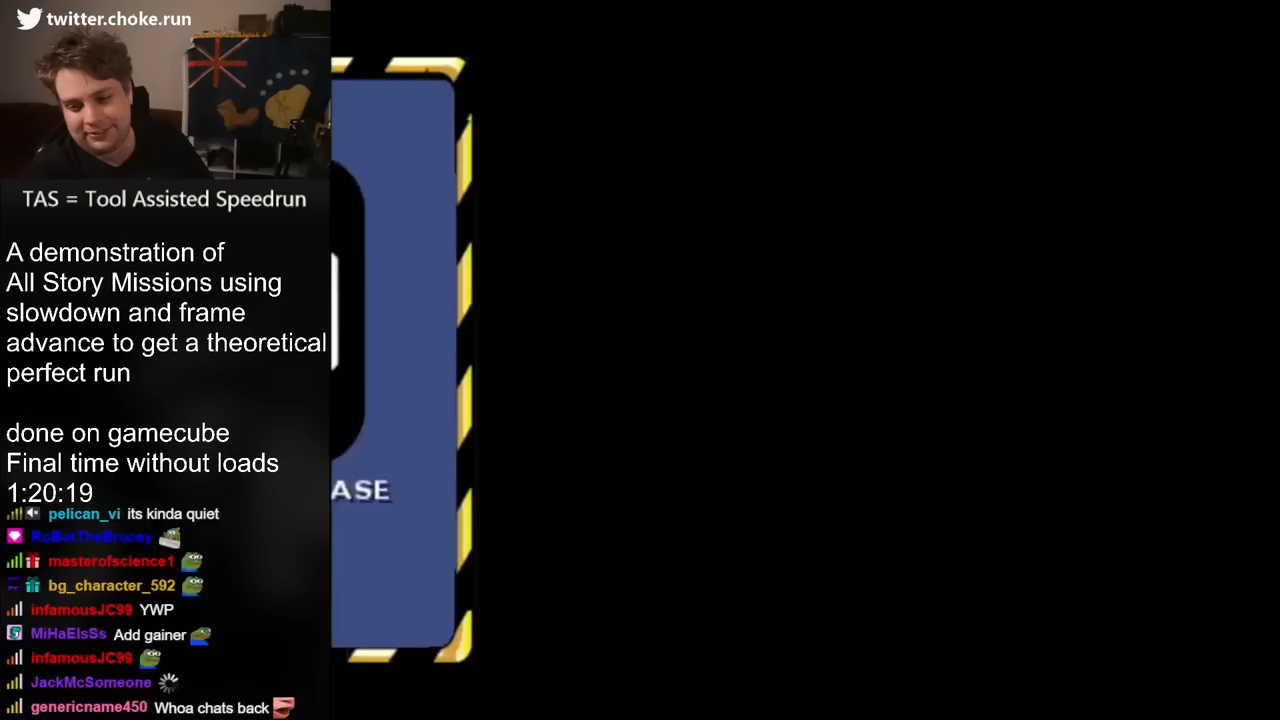 twitter.choke.run
TAS = Tool Assisted Speedrun
A demonstration of
All Story Missions using
slowdown and frame
advance to get a theoretical
perfect run
done on gamecube
Final time without loads
1:20:19
ASE
pelican_vi its kinda quiet
RoBotTheBrucey
masterofscience1
bg_character_592
infamousJC99 YWP
MiHaElsSs Add gainer
infamousJC99
JackMcSomeone
genericname450 Whoa chats back